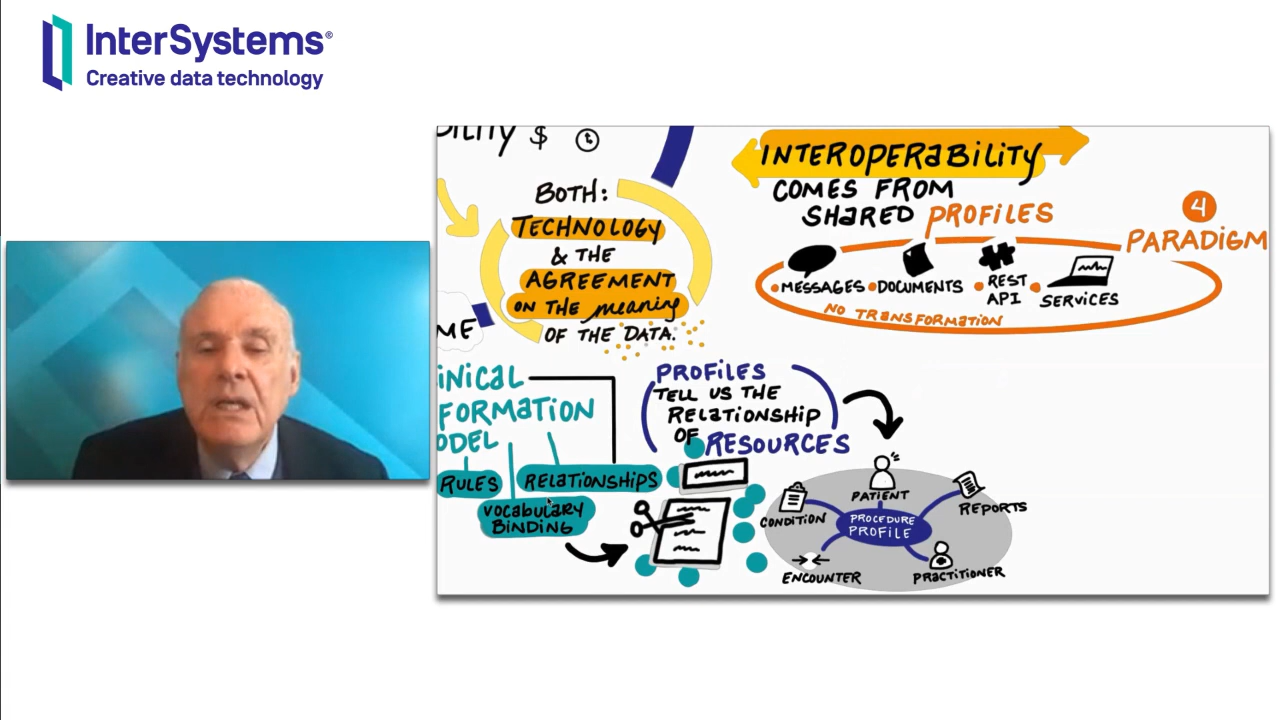 InterSystems®
Creative data technology
BILITY $
BOTH:
TECHNOLOGY
& THE
AGREEMENT
ON THE meaning
OF THE DATA.
INTEROPERABILITY
COMES FROM
SHARED PROFILES
4
PARADIGM
MESSAGES
DOCUMENTS
REST
API
SERVICES
NO TRANSFORMATION
ME
INICAL
FORMATION
ODEL
RULES
RELATIONSHIPS
VOCABULARY
BINDING
PROFILES
TELL US THE
RELATIONSHIP
OF RESOURCES
PATIENT
CONDITION
REPORTS
PROCEDURE
PROFILE
ENCOUNTER
PRACTITIONER